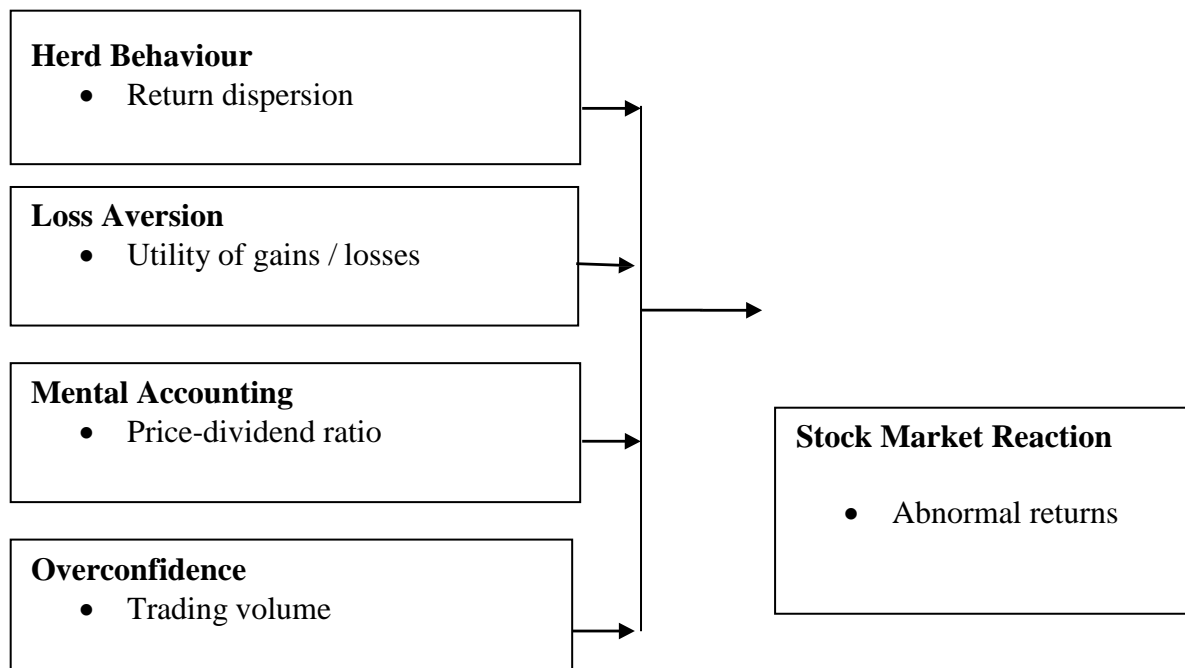 Herd Behaviour
• Return dispersion
Loss Aversion
• Utility of gains / losses
Mental Accounting
• Price-dividend ratio
Stock Market Reaction
• Abnormal returns
Overconfidence
• Trading volume